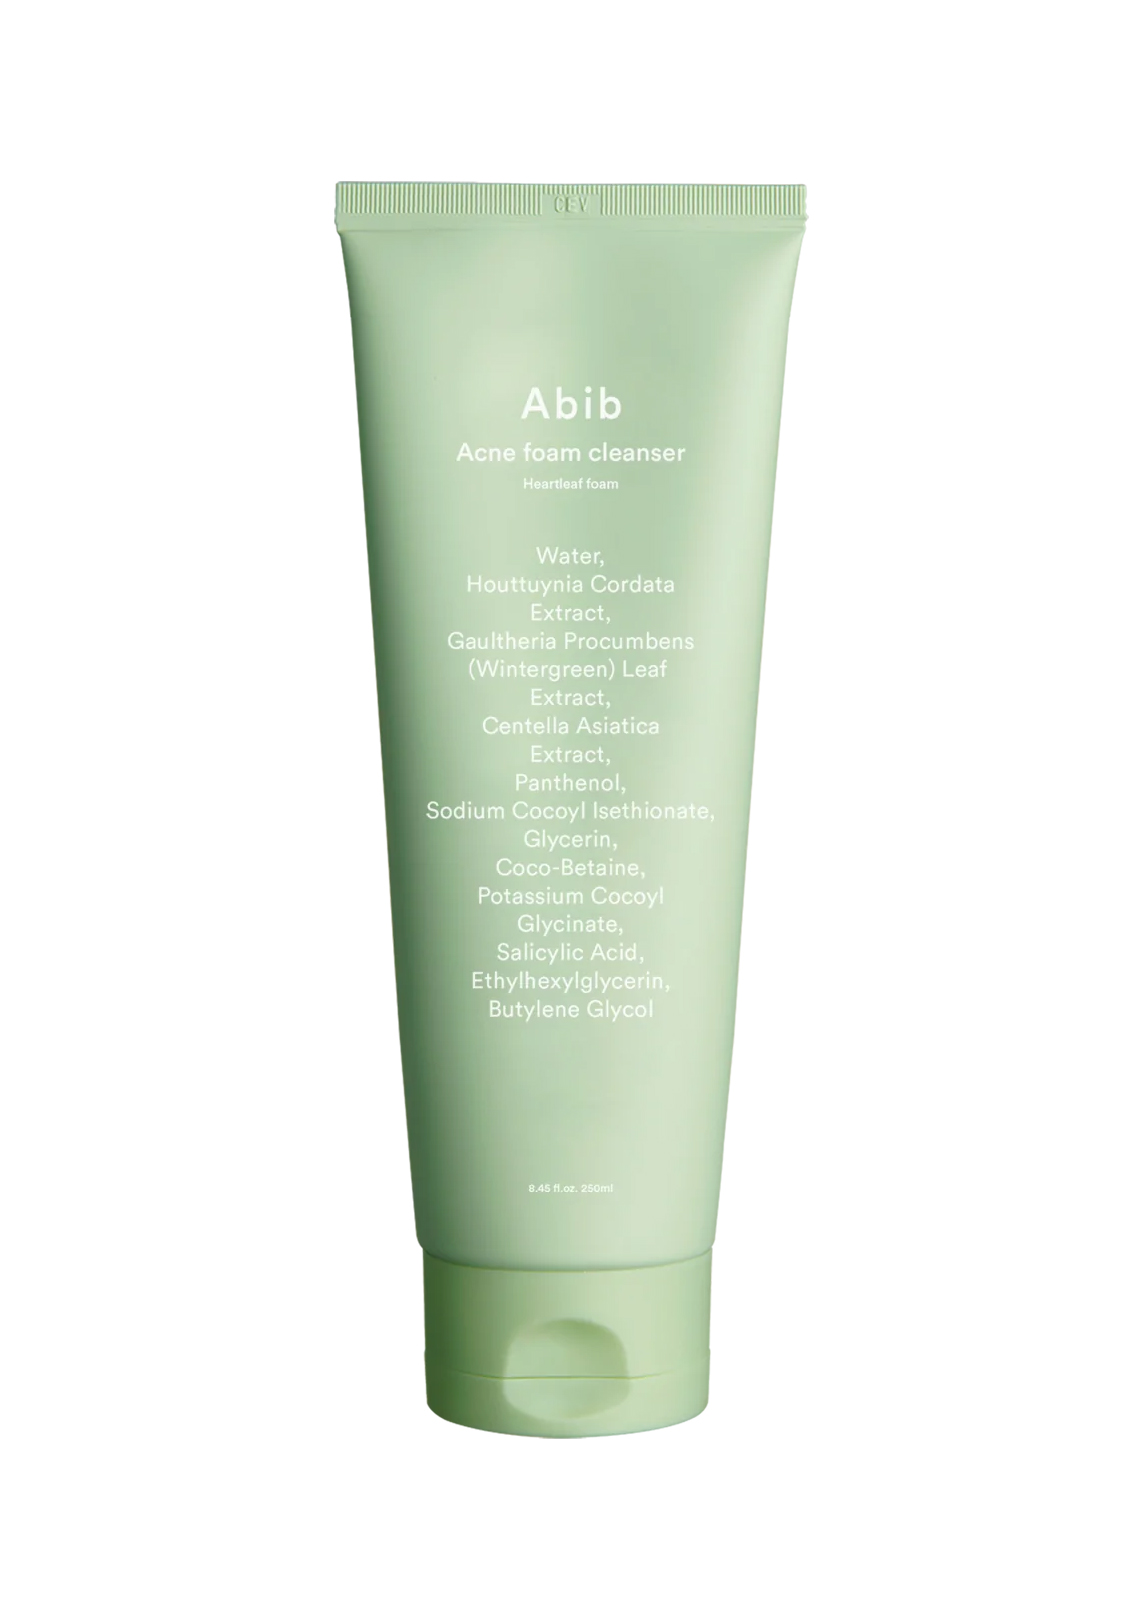 CEV
Abib
Acne foam cleanser
Heartleaf foam
Water,
Houttuynia Cordata
Extract,
Gaultheria Procumbens
(Wintergreen) Leaf
Extract,
Centella Asiatica
Extract,
Panthenol,
Sodium Cocoyl Isethionate,
Glycerin,
Coco-Betaine,
Potassium Cocoyl
Glycinate,
Salicylic Acid,
Ethylhexylglycerin,
Butylene Glycol
8.45 fl.oz. 250ml